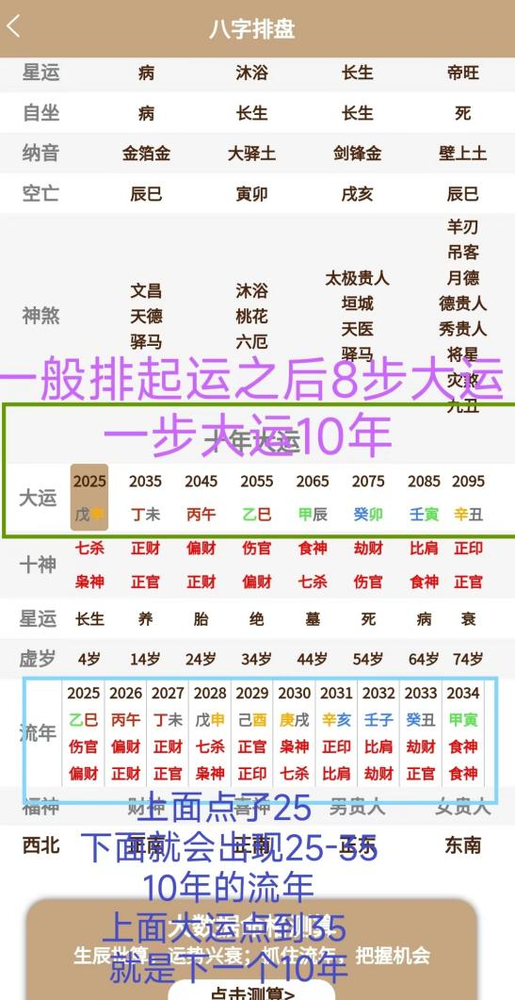 八字排盘
星运 病 沐浴 长生 帝旺
自坐 病 长生 长生 死
纳音 金箔金 大驿土 剑锋金 壁上土
空亡 辰巳 寅卯 戌亥 辰巳
神煞
文昌
天德
驿马
沐浴
桃花
六厄
太极贵人
垣城
天医
驿马
羊刃
吊客
月德
德贵人
秀贵人
将星
灾煞
九丑
一般排起运之后8步大运
一步大运10年
十年大运
大运
2025 2035 2045 2055 2065 2075 2085 2095
戊申 丁未 丙午 乙巳 甲辰 癸卯 壬寅 辛丑
十神
七杀 正财 偏财 伤官 食神 劫财 比肩 正印
枭神 正官 正财 偏财 七杀 伤官 食神 正官
星运 长生 养 胎 绝 墓 死 病 衰
虚岁 4岁 14岁 24岁 34岁 44岁 54岁 64岁 74岁
流年
2025 2026 2027 2028 2029 2030 2031 2032 2033 2034
乙巳 丙午 丁未 戊申 己酉 庚戌 辛亥 壬子 癸丑 甲寅
伤官 偏财 正财 七杀 正官 枭神 正印 比肩 劫财 食神
偏财 正财 正官 枭神 正印 七杀 比肩 劫财 正官 食神
福神 财神 喜神 男贵人 女贵人
西北 正南 正南 正东 东南
上面点了25
下面就会出现25-35
10年的流年
上面大运点到35
就是下一个10年
生辰批算，运势兴衰；抓住流年，把握机会
点击测算>